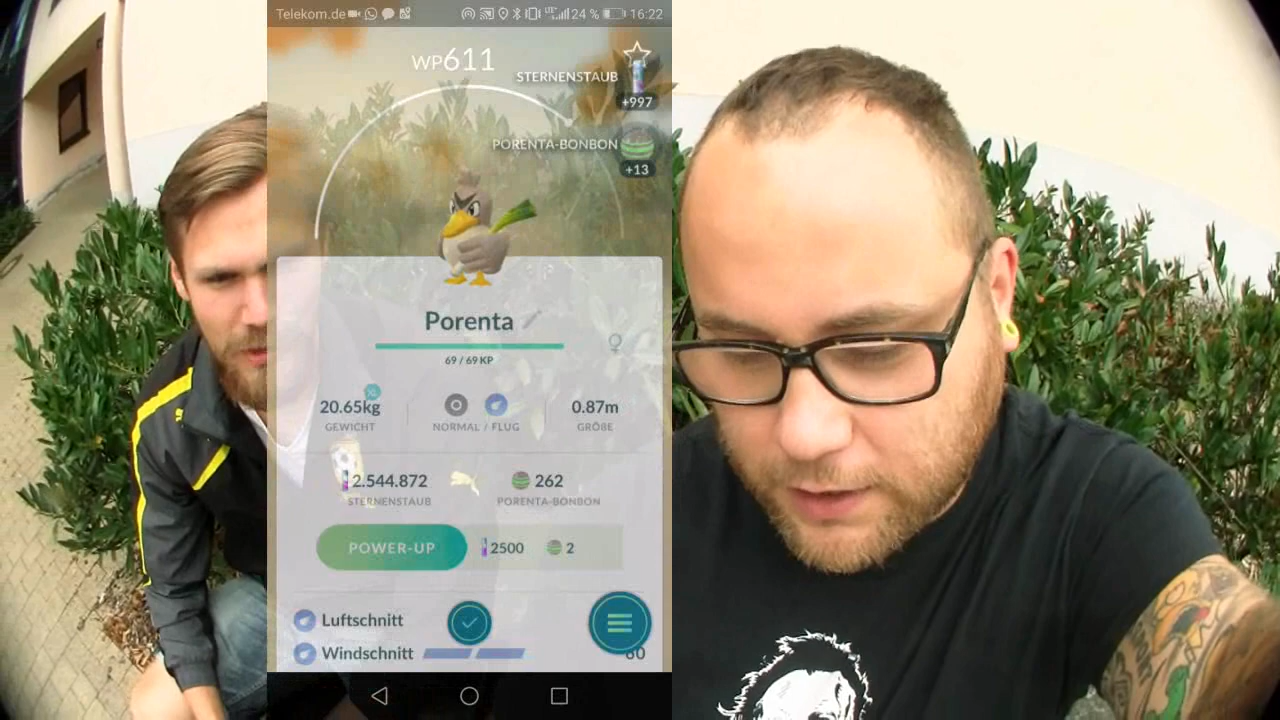 Telekom.de 24 % 16:22
WP611
STERNENSTAUB
+997
PORENTA-BONBON
+13
Porenta
69 / 69 KP
20.65kg
GEWICHT
NORMAL / FLUG
0.87m
GRÖßE
2.544.872
STERNENSTAUB
262
PORENTA-BONBON
POWER-UP 2500 2
Luftschnitt
Windschnitt 60